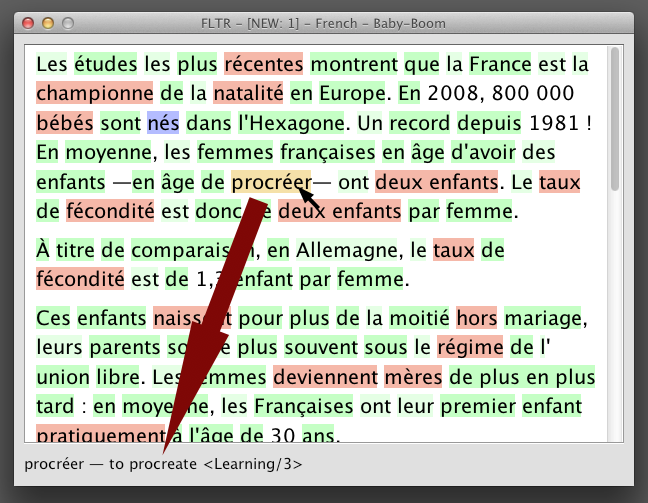 FLTR – [NEW: 1] – French – Baby-Boom
Les études les plus récentes montrent que la France est la
championne de la natalité en Europe. En 2008, 800 000
bébés sont nés dans l'Hexagone. Un record depuis 1981 !
En moyenne, les femmes françaises en âge d'avoir des
enfants —en âge de procréer— ont deux enfants. Le taux
de fécondité est donc deux enfants par femme.
À titre de comparaison, en Allemagne, le taux de
fécondité est de enfant par femme.
Ces enfants naissent pour plus de la moitié hors mariage,
leurs parents plus souvent sous le régime de l'
union libre. Les femmes deviennent mères de plus en plus
tard : en moyenne, les Françaises ont leur premier enfant
pratiquement à l'âge de 30 ans.
procréer — to procreate <Learning/3>